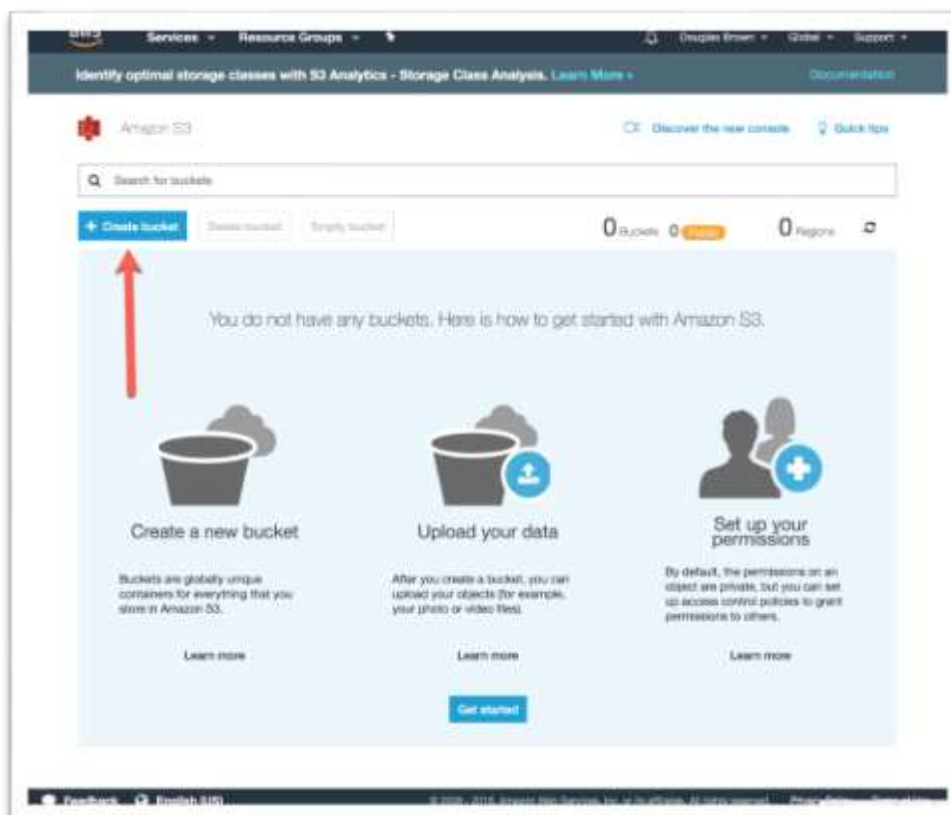 Services Resource Groups Douglas Brown Global Support
Identify optimal storage classes with S3 Analytics - Storage Class Analysis. Learn More » Documentation
Amazon S3 Discover the new console Quick tips
Search for buckets
+ Create bucket Delete bucket Empty bucket 0 Buckets 0 Public 0 Regions
You do not have any buckets. Here is how to get started with Amazon S3.
Create a new bucket
Buckets are globally unique
containers for everything that you
store in Amazon S3.
Learn more
Upload your data
After you create a bucket, you can
upload your objects (for example,
your photo or video files).
Learn more
Set up your
permissions
By default, the permissions on an
object are private, but you can set
up access control policies to grant
permissions to others.
Learn more
Get started
Feedback English (US)